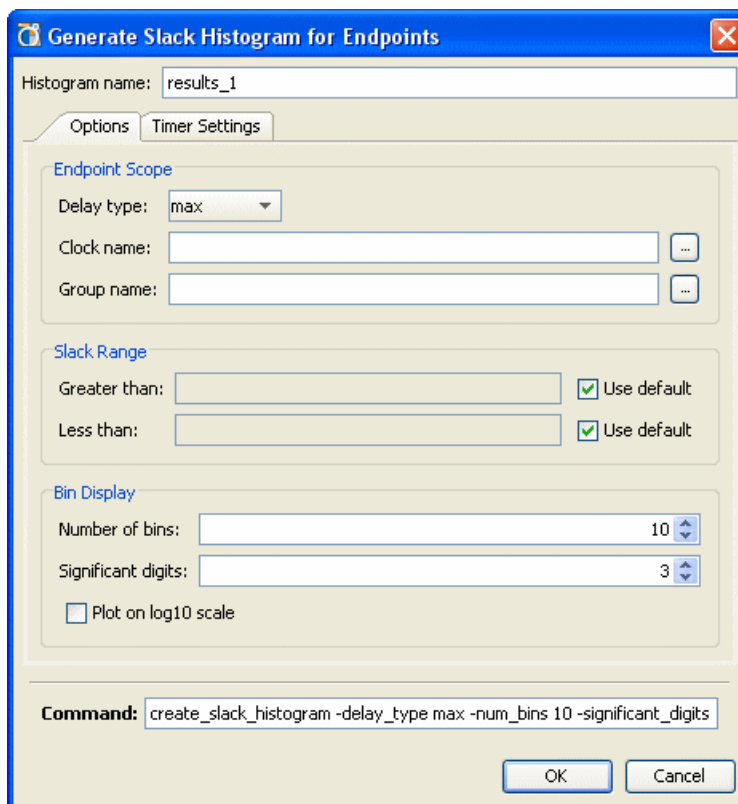 Generate Slack Histogram for Endpoints
Histogram name: results_1
Options Timer Settings
Endpoint Scope
Delay type: max
Clock name: ...
Group name: ...
Slack Range
Greater than: Use default
Less than: Use default
Bin Display
Number of bins: 10
Significant digits: 3
Plot on log10 scale
Command: create_slack_histogram -delay_type max -num_bins 10 -significant_digits
OK Cancel